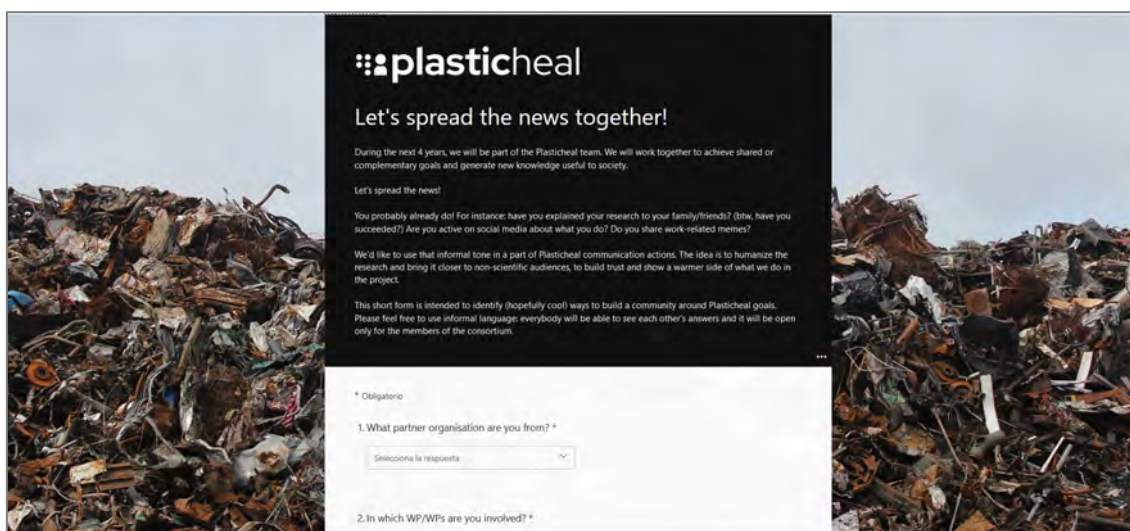 plasticheal
Let's spread the news together!
During the next 4 years, we will be part of the Plasticheal team. We will work together to achieve shared or
complementary goals and generate new knowledge useful to society.
Let's spread the news!
You probably already do! For instance: have you explained your research to your family/friends? (btw, have you
succeeded?) Are you active on social media about what you do? Do you share work-related memes?
We'd like to use that informal tone in a part of Plasticheal communication actions. The idea is to humanize the
research and bring it closer to non-scientific audiences, to build trust and show a warmer side of what we do in
the project.
This short form is intended to identify (hopefully cool) ways to build a community around Plasticheal goals.
Please feel free to use informal language: everybody will be able to see each other's answers and it will be open
only for the members of the consortium.
* Obligatorio
1. What partner organisation are you from? *
Selecciona la respuesta
2. In which WP/WPs are you involved? *